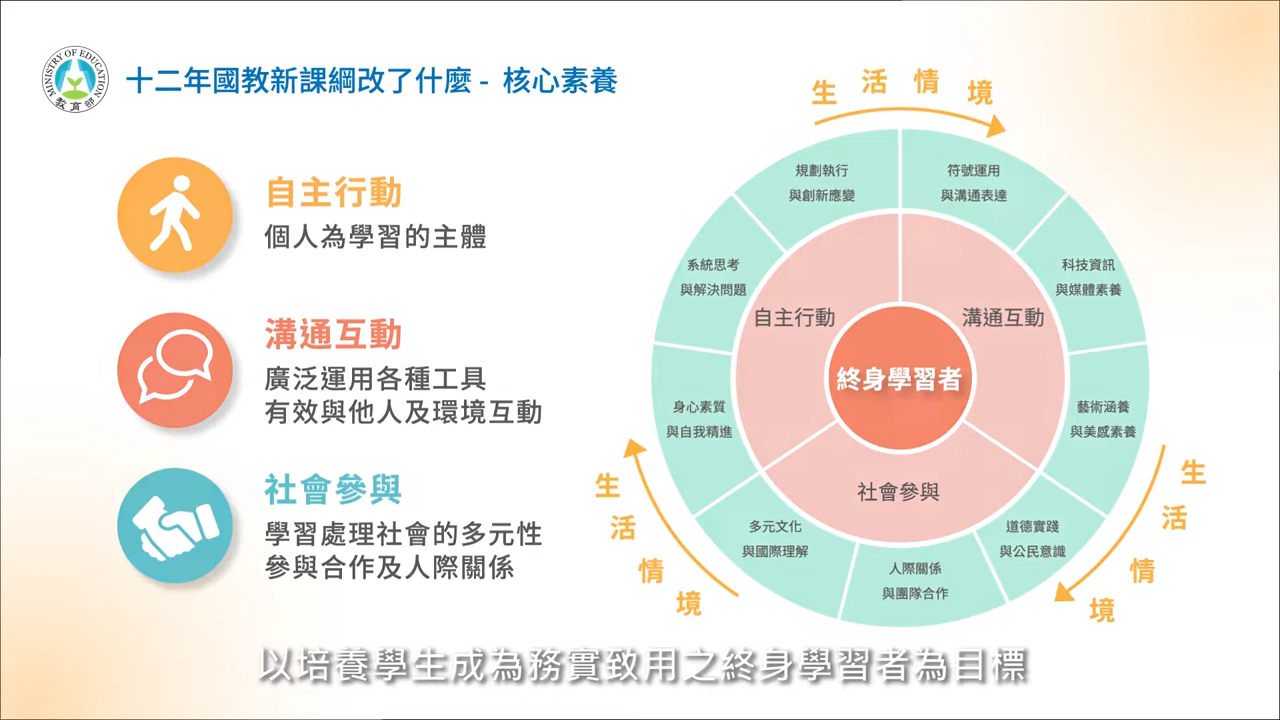 MINISTRY OF EDUCATION
教育部
十二年國教新課綱改了什麼 - 核心素養
自主行動
個人為學習的主體
溝通互動
廣泛運用各種工具
有效與他人及環境互動
社會參與
學習處理社會的多元性
參與合作及人際關係
生活情境
規劃執行
與創新應變
符號運用
與溝通表達
系統思考
與解決問題
科技資訊
與媒體素養
自主行動
溝通互動
終身學習者
身心素質
與自我精進
藝術涵養
與美感素養
社會參與
多元文化
與國際理解
道德實踐
與公民意識
人際關係
與團隊合作
生活情境
生活情境
以培養學生成為務實致用之終身學習者為目標